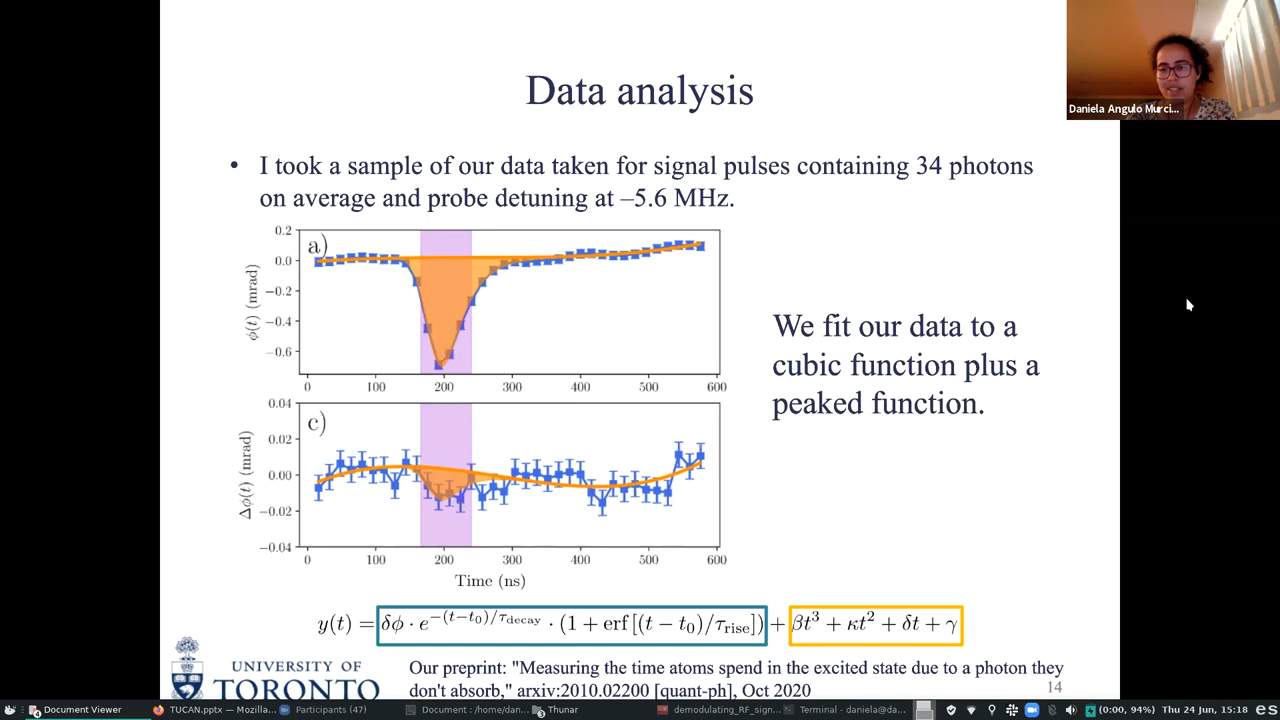 Daniela Angulo Murci...
Data analysis
• I took a sample of our data taken for signal pulses containing 34 photons
on average and probe detuning at –5.6 MHz.
a)
0.2
0.0
−0.2
−0.4
−0.6
ϕ(t) (mrad)
0 100 200 300 400 500 600
c)
0.04
0.02
0.00
−0.02
−0.04
Δϕ(t) (mrad)
0 100 200 300 400 500 600
Time (ns)
We fit our data to a
cubic function plus a
peaked function.
y(t) = δϕ · e^{−(t−t₀)/τ_decay} · (1 + erf [(t − t₀)/τ_rise]) + βt³ + κt² + δt + γ
UNIVERSITY OF
TORONTO
Our preprint: "Measuring the time atoms spend in the excited state due to a photon they
don't absorb," arxiv:2010.02200 [quant-ph], Oct 2020
14
4 Document Viewer TUCAN.pptx — Mozilla... Participants (47) Document : /home/dan... 3 Thunar demodulating_RF_sign... Terminal — daniela@da... (0:00, 94%) Thu 24 Jun, 15:18 es